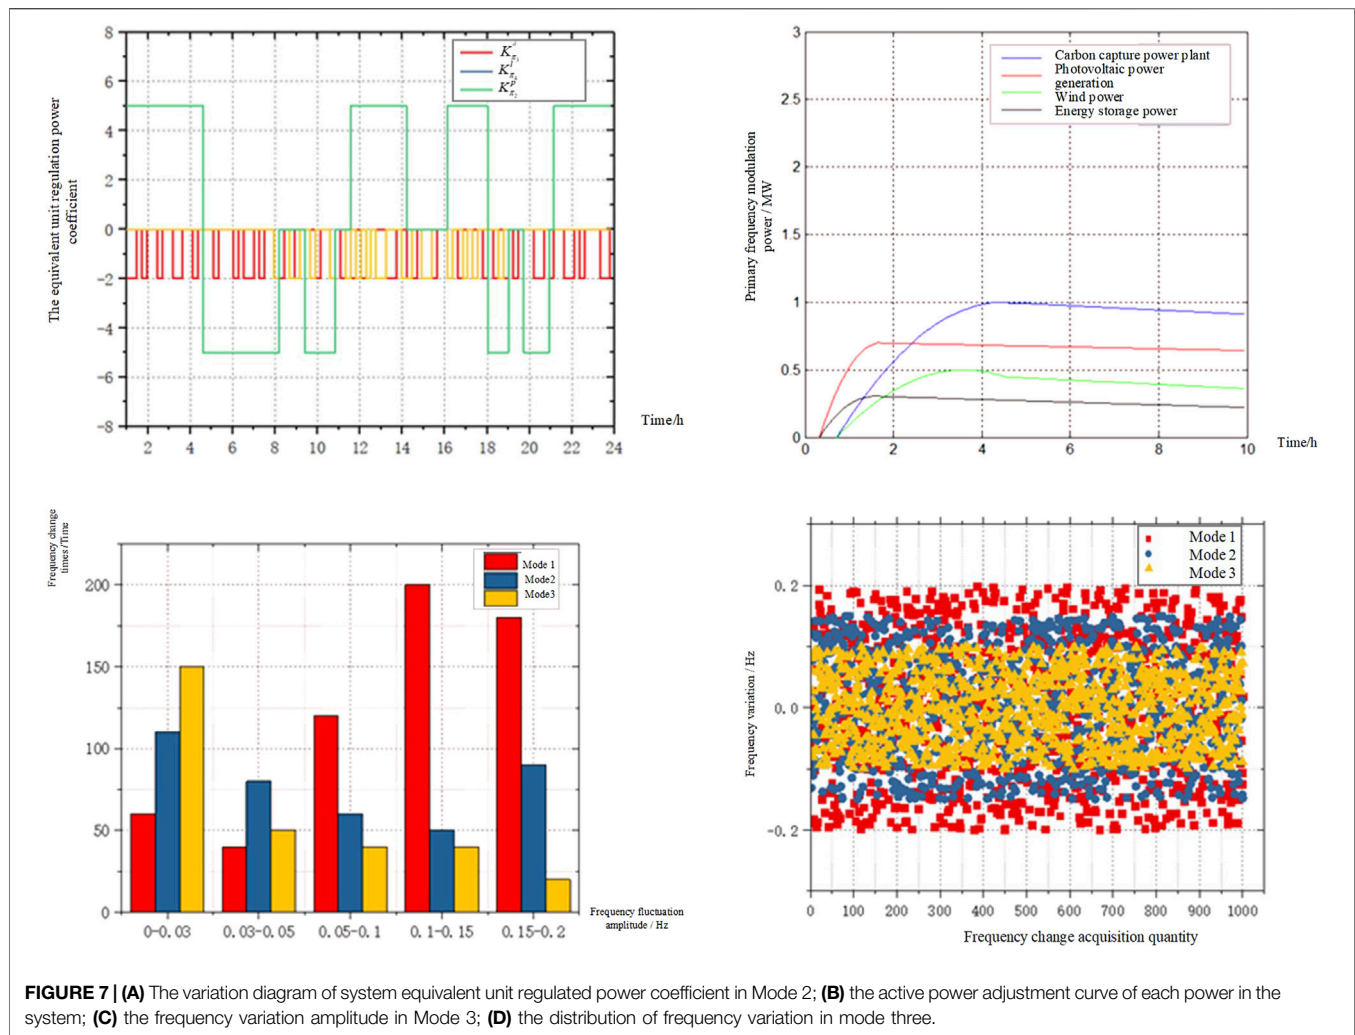 The equivalent unit regulation power
coefficient
8
6
4
2
0
−2
−4
−6
−8
2 4 6 8 10 12 14 16 18 20 22 24
Time/h
Primary frequency modulation
power / MW
3
2.5
2
1.5
1
0.5
0
0 2 4 6 8 10
Time/h
Carbon capture power plant
Photovoltaic power
generation
Wind power
Energy storage power
Frequency change
times /Time
200
150
100
50
0
Mode 1
Mode2
Mode3
0-0.03 0.03-0.05 0.05-0.1 0.1-0.15 0.15-0.2
Frequency fluctuation
amplitude / Hz
Frequency variation / Hz
0.2
0.0
-0.2
Mode 1
Mode 2
Mode 3
0 100 200 300 400 500 600 700 800 900 1000
Frequency change acquisition quantity
FIGURE 7 | (A) The variation diagram of system equivalent unit regulated power coefficient in Mode 2; (B) the active power adjustment curve of each power in the
system; (C) the frequency variation amplitude in Mode 3; (D) the distribution of frequency variation in mode three.